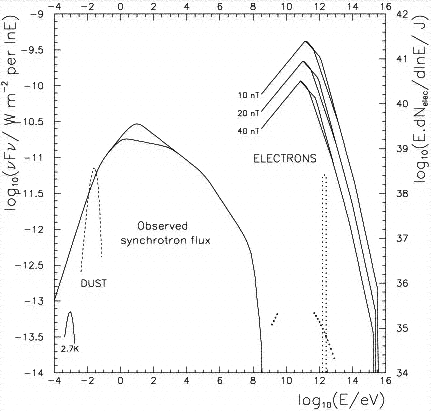 −4 −2 0 2 4 6 8 10 12 14 16
−9
−9.5
−10
−10.5
−11
−11.5
−12
−12.5
−13
−13.5
−14
log₁₀(νFν/ W m⁻² per lnE)
10 nT
20 nT
40 nT
ELECTRONS
Observed
synchrotron flux
DUST
2.7K
42
41
40
39
38
37
36
35
34
log₁₀(E.dNelec/dlnE/ J)
−4 −2 0 2 4 6 8 10 12 14 16
log₁₀(E/eV)